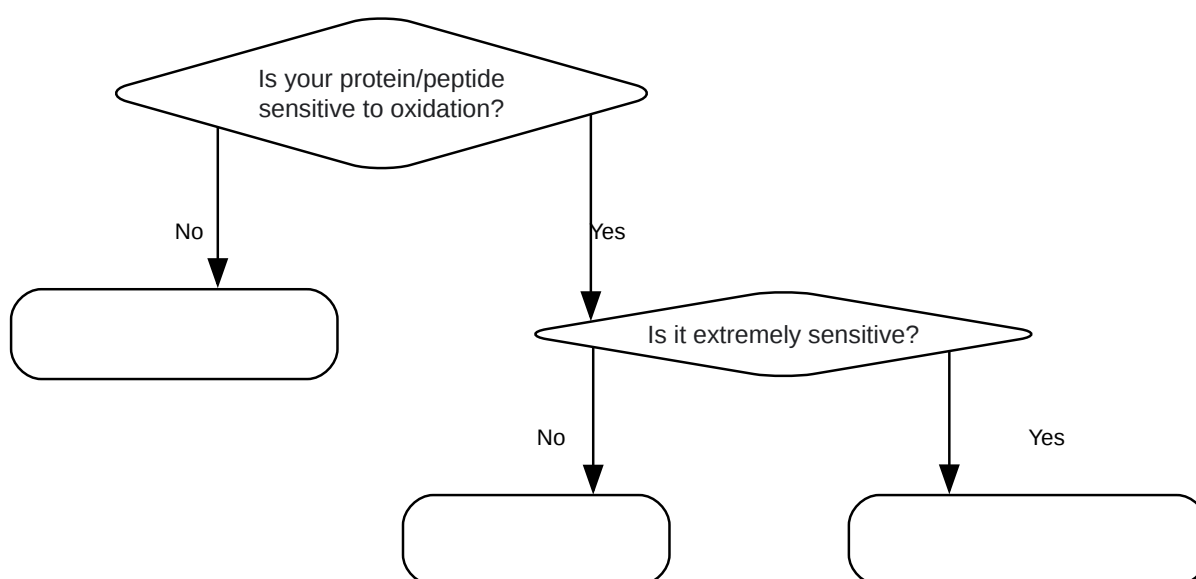 Is your protein/peptide
sensitive to oxidation?
No
Yes
Is it extremely sensitive?
No
Yes